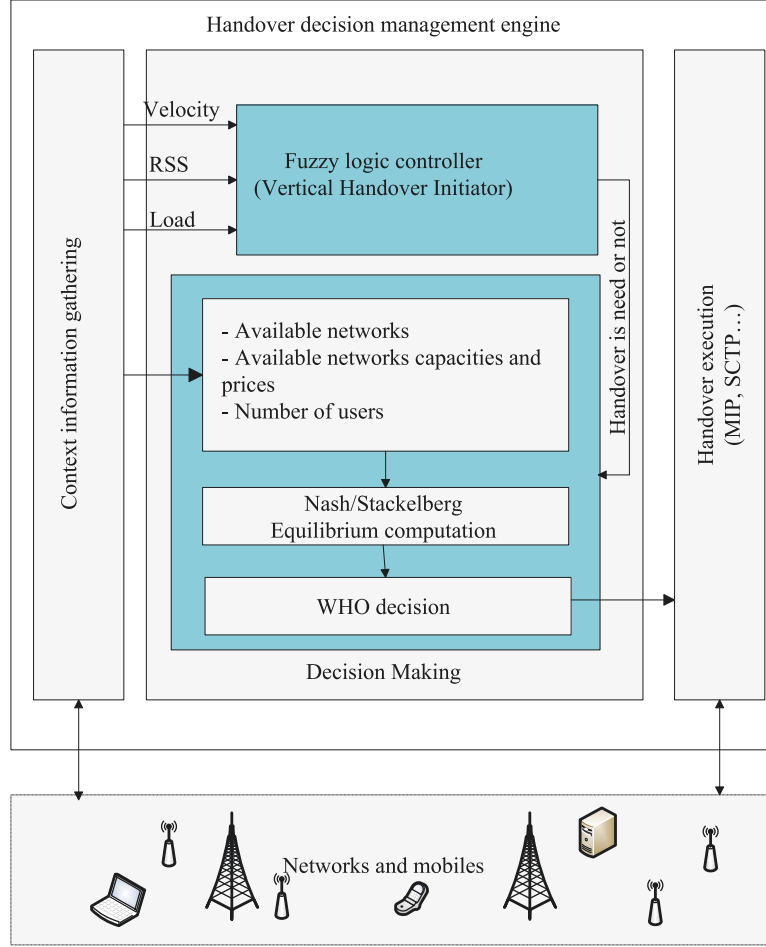 Handover decision management engine
Context information gathering
Velocity
RSS
Load
Fuzzy logic controller
(Vertical Handover Initiator)
Handover is need or not
- Available networks
- Available networks capacities and
prices
- Number of users
Nash/Stackelberg
Equilibrium computation
WHO decision
Decision Making
Handover execution
(MIP, SCTP…)
Networks and mobiles